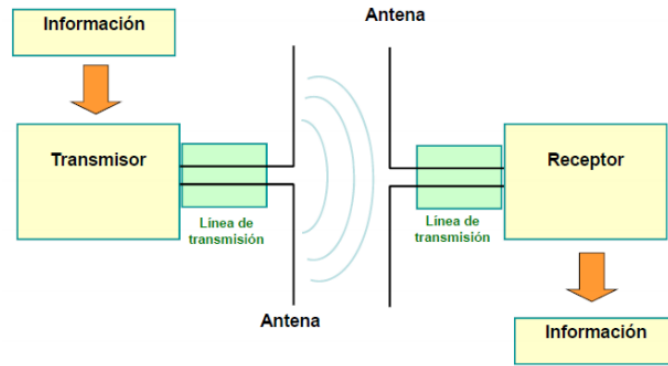 Información
Antena
Transmisor
Receptor
Línea de
transmisión
Línea de
transmisión
Antena
Información